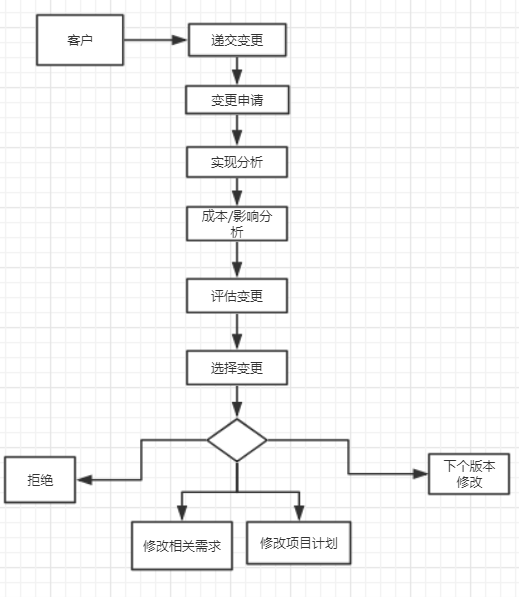 客户
递交变更
变更申请
实现分析
成本/影响分
析
评估变更
选择变更
拒绝
下个版本
修改
修改相关需求
修改项目计划